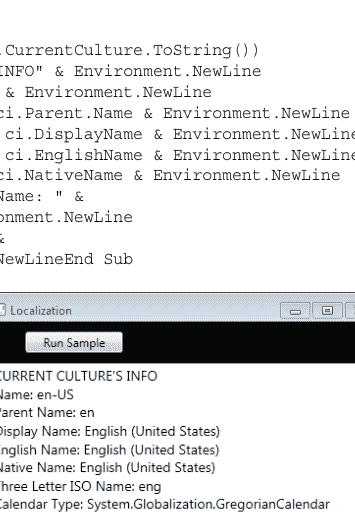 .CurrentCulture.ToString())
INFO" & Environment.NewLine
& Environment.NewLine
ci.Parent.Name & Environment.NewLine
ci.DisplayName & Environment.NewLine
ci.EnglishName & Environment.NewLine
ci.NativeName & Environment.NewLine
Name: " &
onment.NewLine
&
NewLineEnd Sub
Localization
Run Sample
CURRENT CULTURE'S INFO
Name: en-US
Parent Name: en
Display Name: English (United States)
English Name: English (United States)
Native Name: English (United States)
Three Letter ISO Name: eng
Calendar Type: System.Globalization.GregorianCalendar